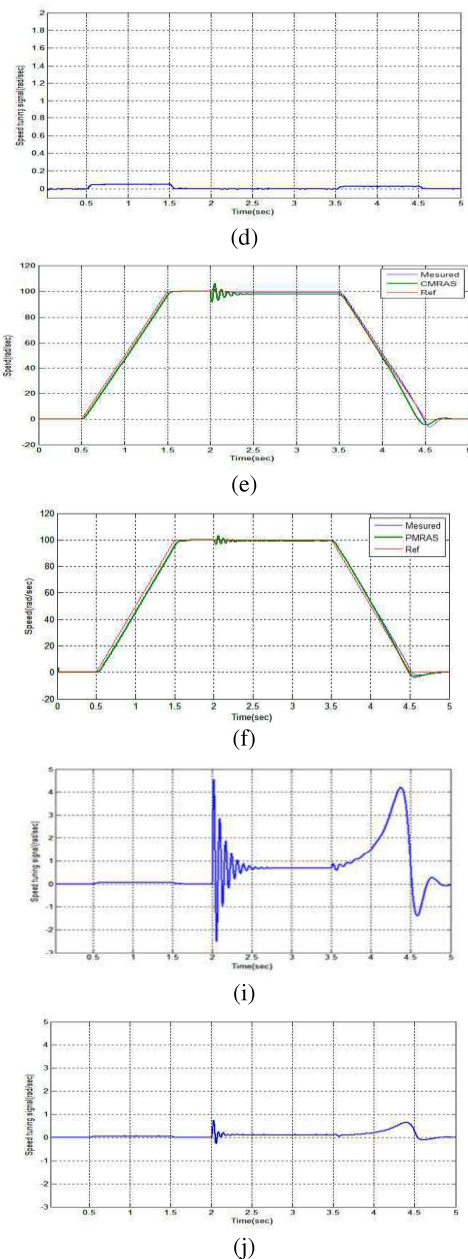 2
1.8
1.6
1.4
1.2
1
0.8
0.6
0.4
0.2
0
Speed tuning signal(rad/sec)
0.5 1 1.5 2 2.5 3 3.5 4 4.5 5
Time(sec)
(d)
120
100
80
60
40
20
0
-20
Speed(rad/sec)
Mesured
CMRAS
Ref
0 0.5 1 1.5 2 2.5 3 3.5 4 4.5 5
Time(sec)
(e)
120
100
80
60
40
20
0
-20
Speed(rad/sec)
Mesured
PMRAS
Ref
0 0.5 1 1.5 2 2.5 3 3.5 4 4.5 5
Time(sec)
(f)
5
4
3
2
1
0
-1
-2
-3
Speed tuning signal(rad/sec)
0.5 1 1.5 2 2.5 3 3.5 4 4.5 5
Time(sec)
(i)
5
4
3
2
1
0
-1
-2
-3
Speed tuning signal(rad/sec)
0.5 1 1.5 2 2.5 3 3.5 4 4.5 5
Time(sec)
(j)